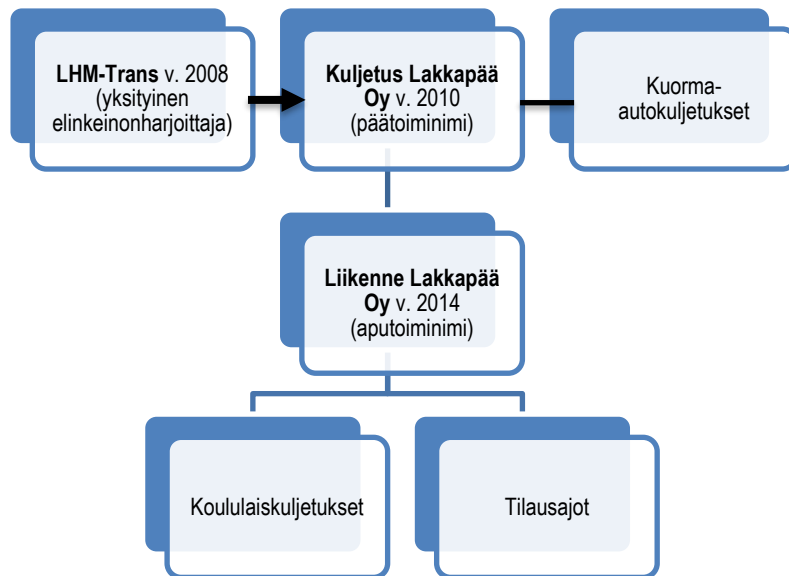 LHM-Trans v. 2008
(yksityinen
elinkeinonharjoittaja)
Kuljetus Lakkapää
Oy v. 2010
(päätoiminimi)
Kuorma-
autokuljetukset
Liikenne Lakkapää
Oy v. 2014
(aputoiminimi)
Koululaiskuljetukset
Tilausajot